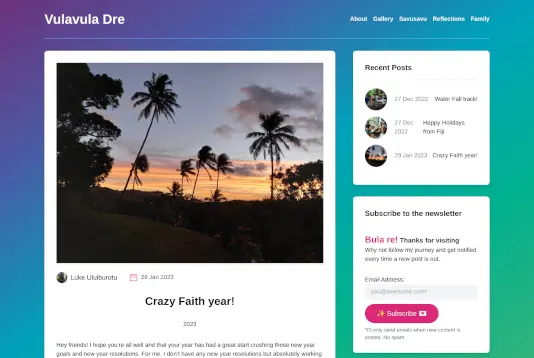 Vulavula Dre
About Gallery Savusavu Reflections Family
Luke Uluiburotu
29 Jan 2023
Crazy Faith year!
2023
Hey friends! I hope you're all well and that your year has had a great start crushing those new year
goals and new year resolutions. For me, I don't have any new year resolutions but absolutely working
Recent Posts
27 Dec 2022 Water Fall track!
27 Dec
2022
Happy Holidays
from Fiji
29 Jan 2023 Crazy Faith year!
Subscribe to the newsletter
Bula re! Thanks for visiting
Why not follow my journey and get notified
every time a new post is out.
Email Address:
you@awesome.com*
✨ Subscribe 💌
*I'll only send emails when new content is
posted. No spam